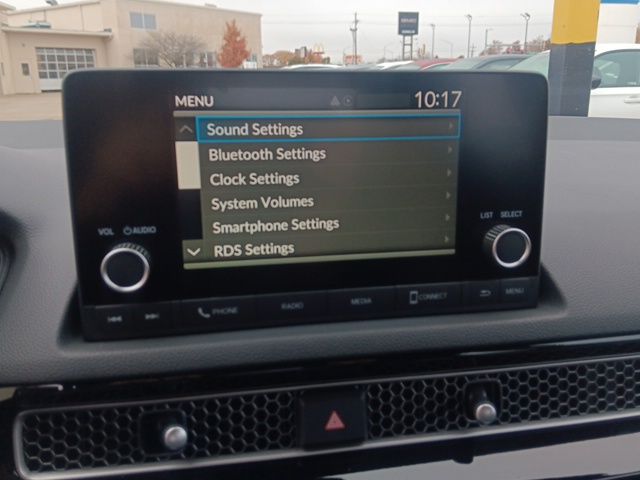 GMC
MENU 10:17
Sound Settings
Bluetooth Settings
Clock Settings
System Volumes
Smartphone Settings
RDS Settings
VOL AUDIO
LIST SELECT
PHONE RADIO MEDIA CONNECT MENU